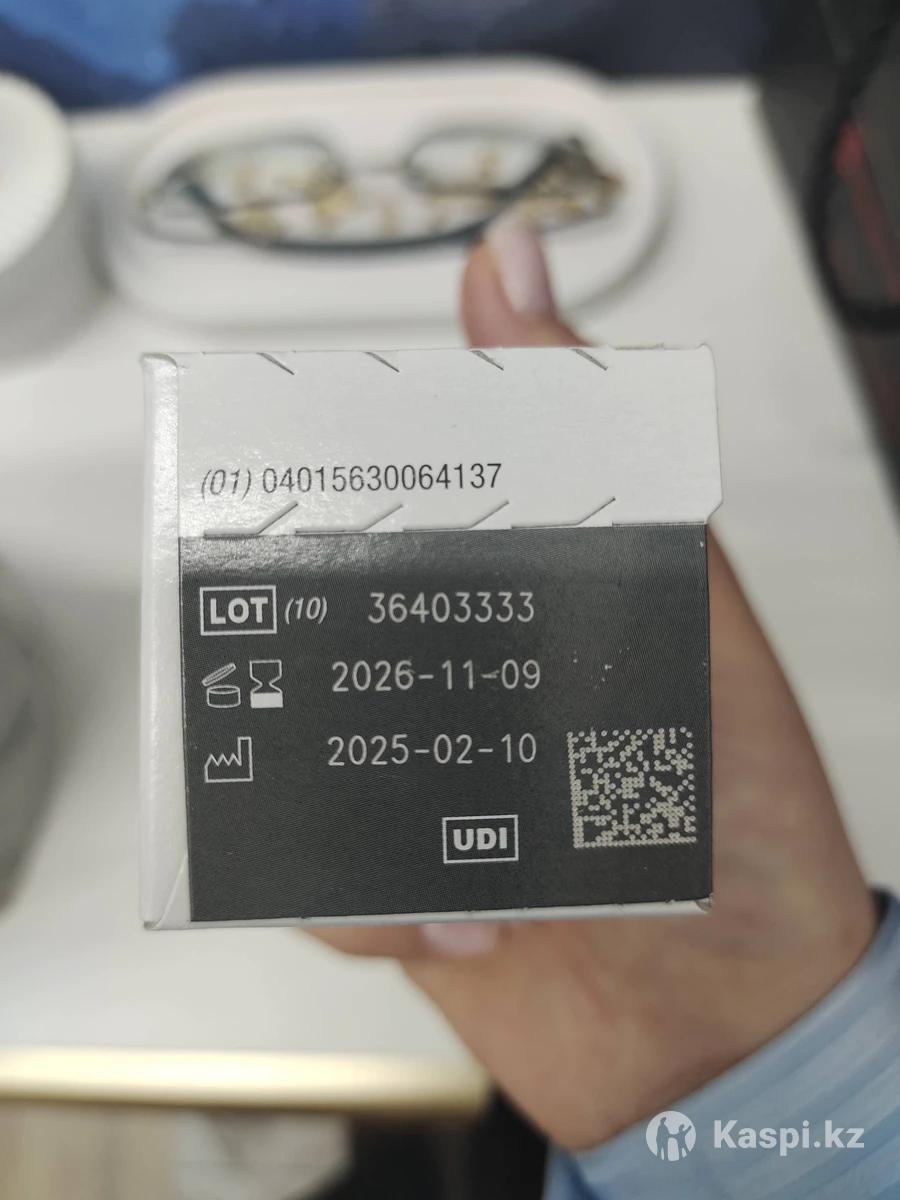 (01) 04015630064137
LOT (10) 36403333
2026-11-09
2025-02-10
UDI
Kaspi.kz